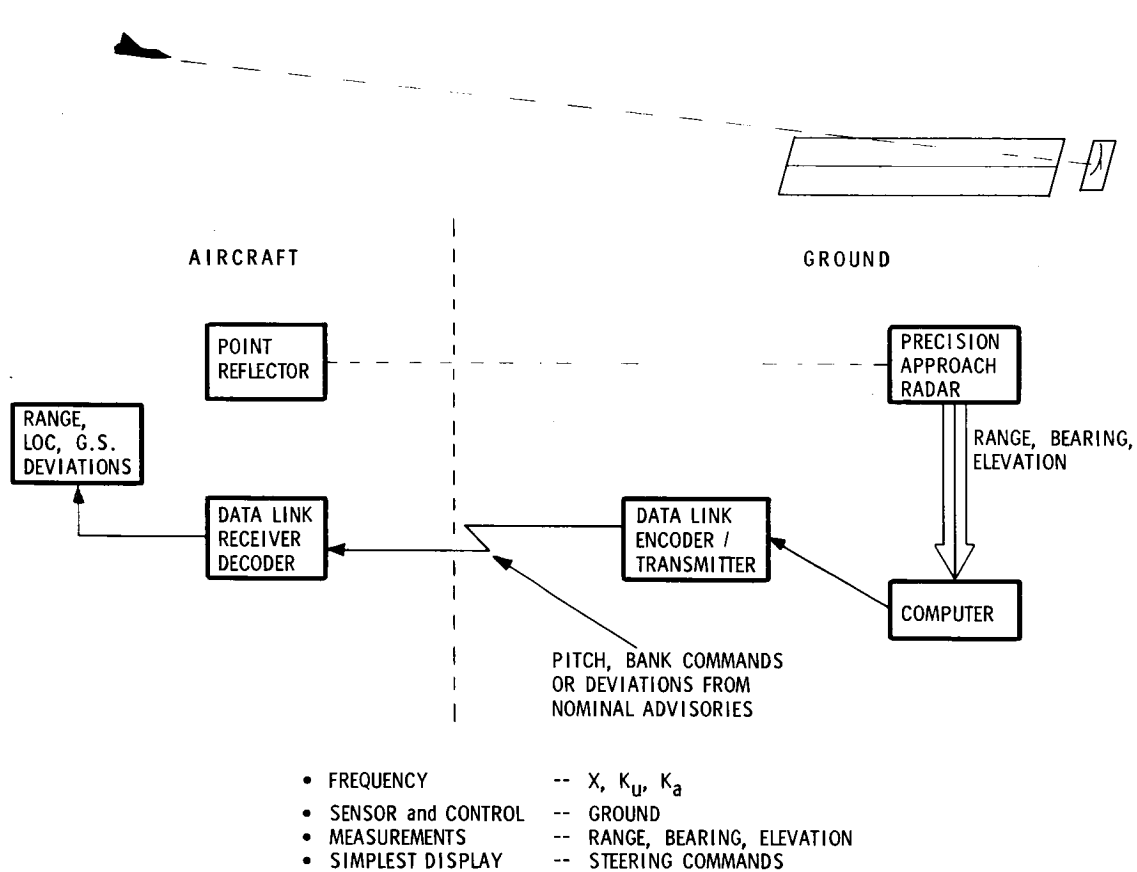 AIRCRAFT
GROUND
POINT
REFLECTOR
PRECISION
APPROACH
RADAR
RANGE,
LOC, G.S.
DEVIATIONS
RANGE, BEARING,
ELEVATION
DATA LINK
RECEIVER
DECODER
DATA LINK
ENCODER /
TRANSMITTER
COMPUTER
PITCH, BANK COMMANDS
OR DEVIATIONS FROM
NOMINAL ADVISORIES
• FREQUENCY -- X, Ku, Ka
• SENSOR and CONTROL -- GROUND
• MEASUREMENTS -- RANGE, BEARING, ELEVATION
• SIMPLEST DISPLAY -- STEERING COMMANDS